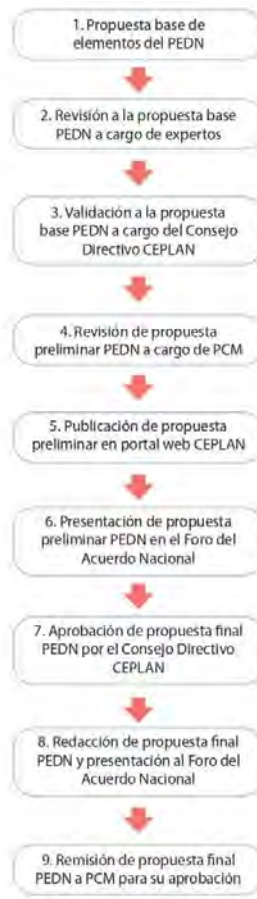 1. Propuesta base de
elementos del PEDN
2. Revisión a la propuesta base
PEDN a cargo de expertos
3. Validación a la propuesta
base PEDN a cargo del Consejo
Directivo CEPLAN
4. Revisión de propuesta
preliminar PEDN a cargo de PCM
5. Publicación de propuesta
preliminar en portal web CEPLAN
6. Presentación de propuesta
preliminar PEDN en el Foro del
Acuerdo Nacional
7. Aprobación de propuesta final
PEDN por el Consejo Directivo
CEPLAN
8. Redacción de propuesta final
PEDN y presentación al Foro del
Acuerdo Nacional
9. Remisión de propuesta final
PEDN a PCM para su aprobación